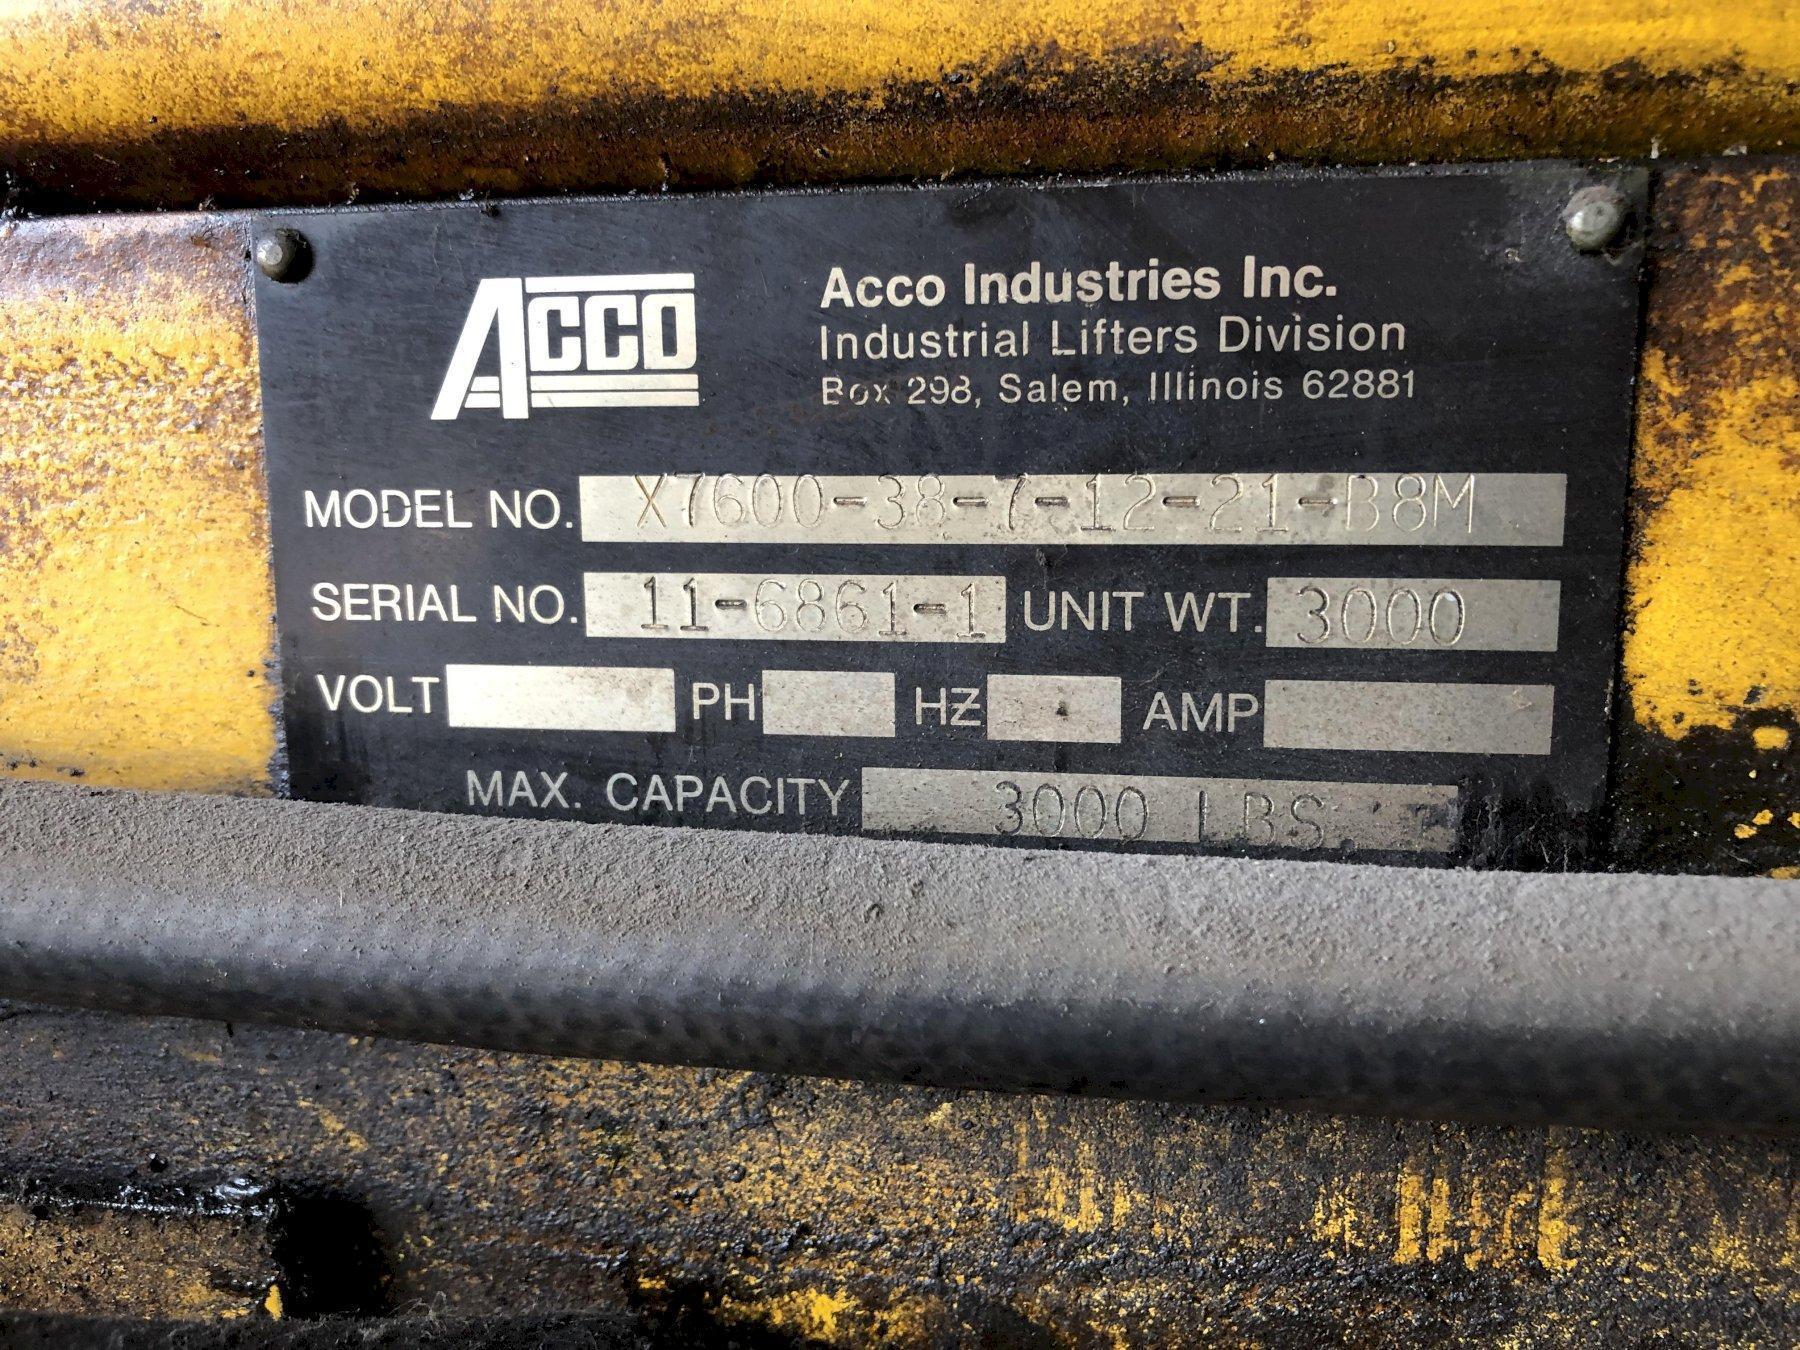 ACCO
Acco Industries Inc.
Industrial Lifters Division
Box 298, Salem, Illinois 62881
MODEL NO. X7600-38-7-12-21-B8M
SERIAL NO. 11-6861-1 UNIT WT. 3000
VOLT PH HZ AMP
MAX. CAPACITY 3000 LBS.